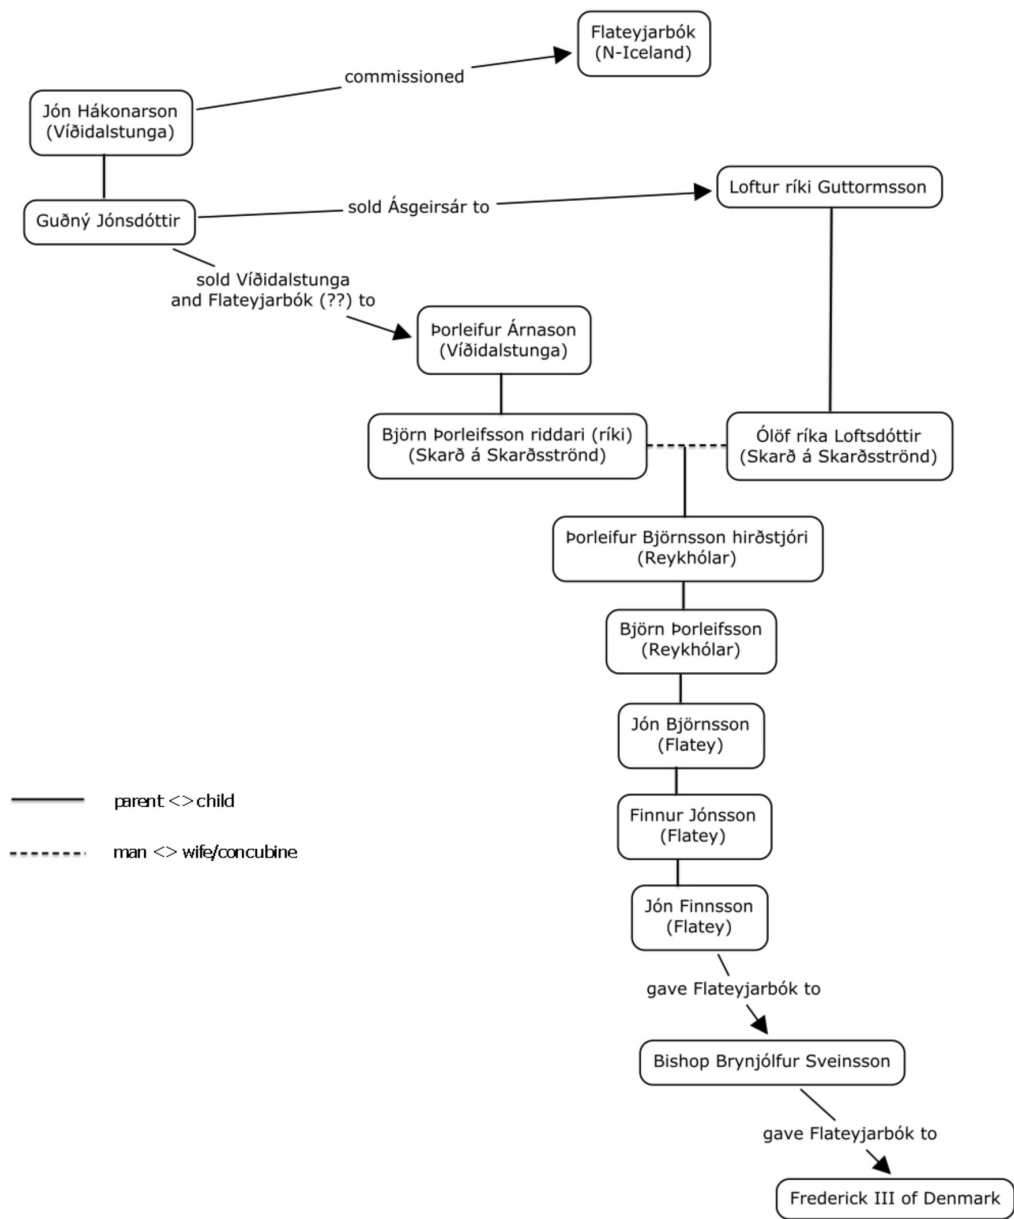 Flateyjarbók
(N-Iceland)
commissioned
Jón Hákonarson
(Víðidalstunga)
Loftur ríki Guttormsson
sold Ásgeirsár to
Guðný Jónsdóttir
sold Víðidalstunga
and Flateyjarbók (??) to
Þorleifur Árnason
(Víðidalstunga)
Björn Þorleifsson riddari (ríki)
(Skarð á Skarðsströnd)
Ólöf ríka Loftsdóttir
(Skarð á Skarðsströnd)
Þorleifur Björnsson hirðstjóri
(Reykhólar)
Björn Þorleifsson
(Reykhólar)
Jón Björnsson
(Flatey)
parent <> child
Finnur Jónsson
(Flatey)
man <> wife/concubine
Jón Finnsson
(Flatey)
gave Flateyjarbók to
Bishop Brynjólfur Sveinsson
gave Flateyjarbók to
Frederick III of Denmark